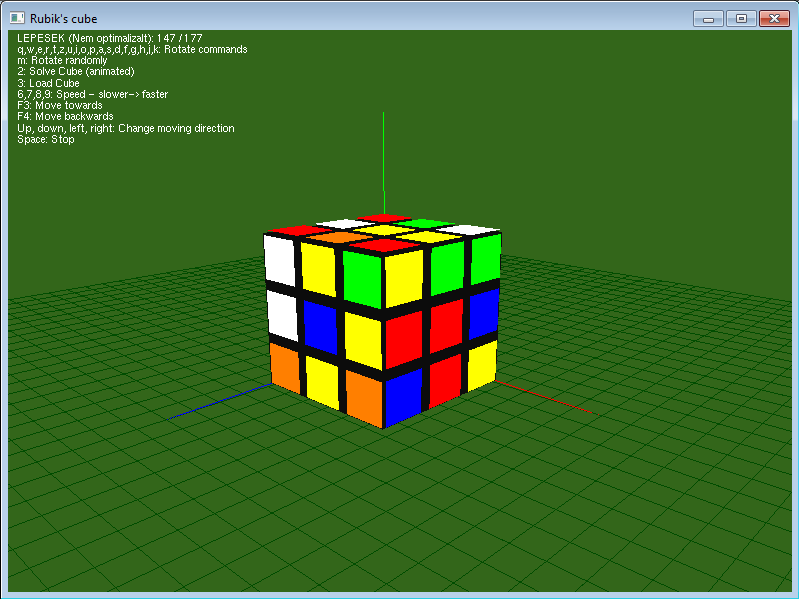 Rubik's cube
LEPESEK (Nem optimalizalt): 147 / 177
q,w,e,r,t,z,u,i,o,p,a,s,d,f,g,h,j,k: Rotate commands
m: Rotate randomly
2: Solve Cube (animated)
3: Load Cube
6,7,8,9: Speed - slower-> faster
F3: Move towards
F4: Move backwards
Up, down, left, right: Change moving direction
Space: Stop